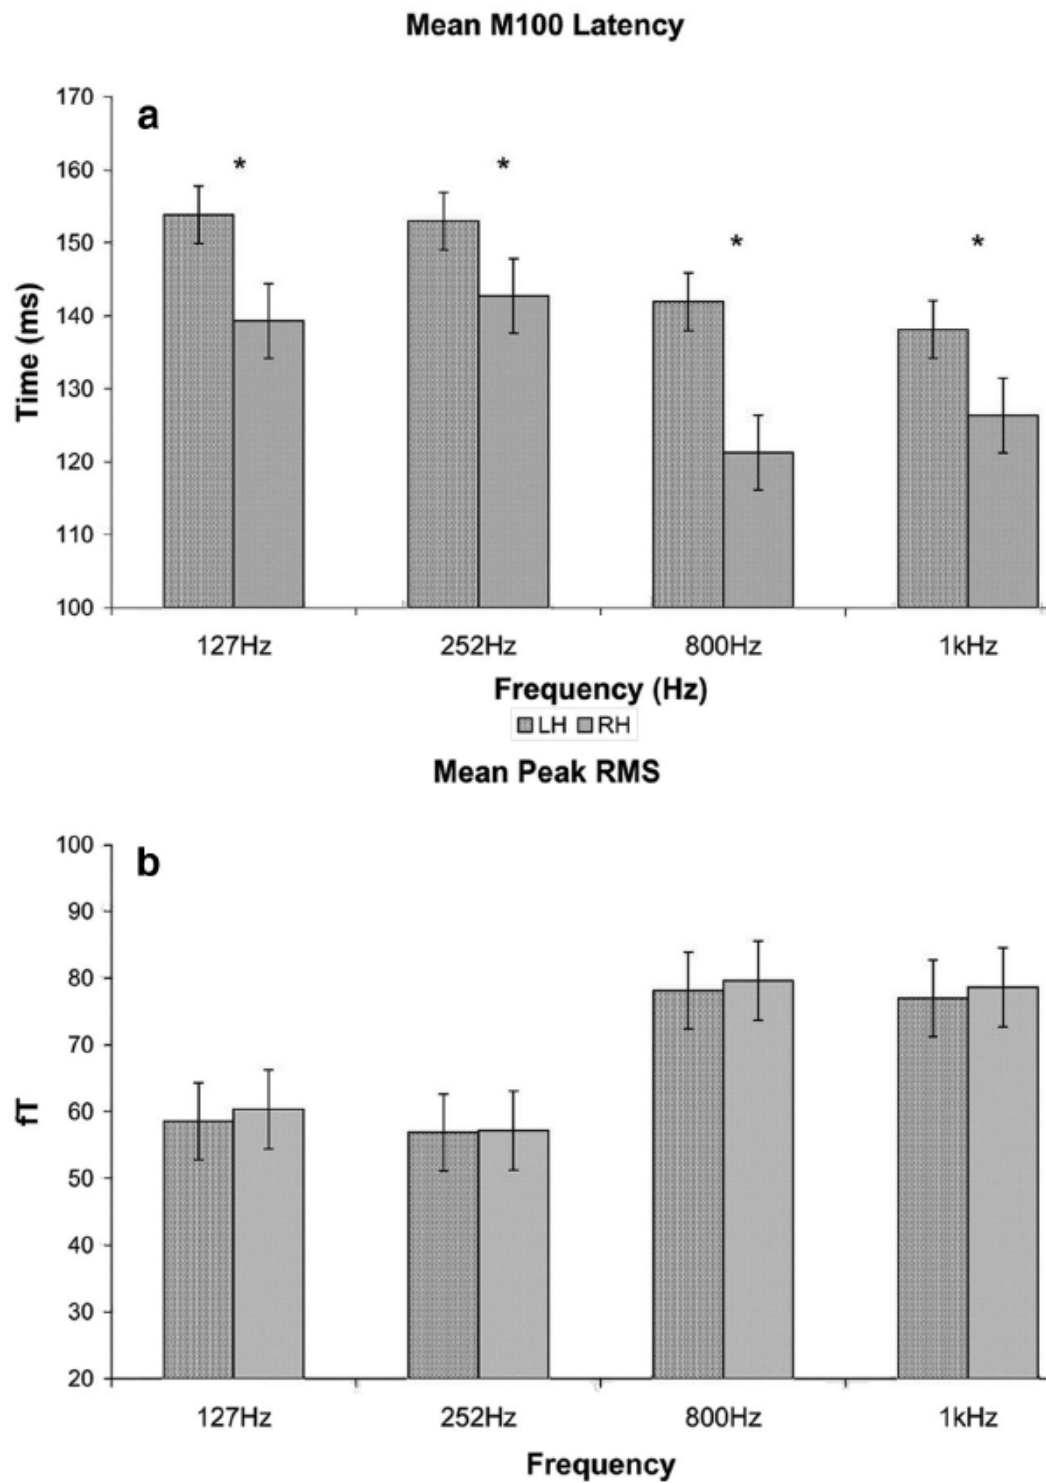 Mean M100 Latency
a
170
160
150
140
130
120
110
100
Time (ms)
* * * *
127Hz 252Hz 800Hz 1kHz
Frequency (Hz)
LH RH
Mean Peak RMS
b
100
90
80
70
60
50
40
30
20
fT
127Hz 252Hz 800Hz 1kHz
Frequency